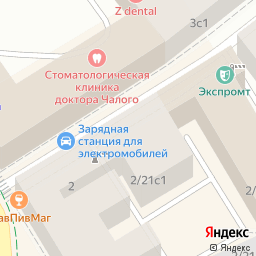 Z dental
3с1
Стоматологическая
клиника
доктора Чалого
Экспромт
Зарядная
станция для
электромобилей
2
2/21с1
авПивМаг
Яндекс